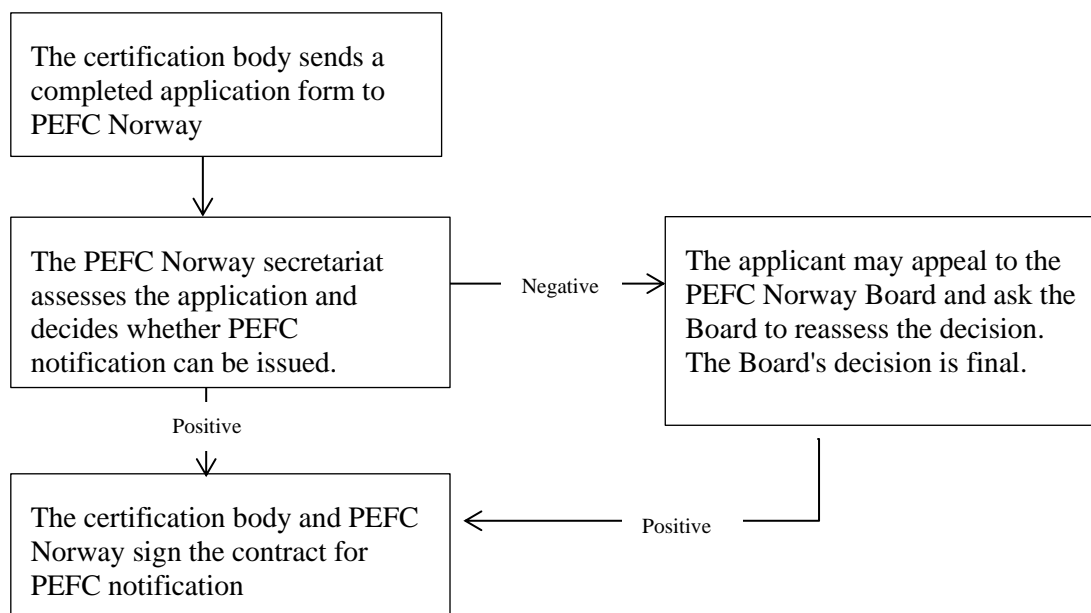 The certification body sends a
completed application form to
PEFC Norway
The PEFC Norway secretariat
assesses the application and
decides whether PEFC
notification can be issued.
Negative
The applicant may appeal to the
PEFC Norway Board and ask the
Board to reassess the decision.
The Board's decision is final.
Positive
The certification body and PEFC
Norway sign the contract for
PEFC notification
Positive